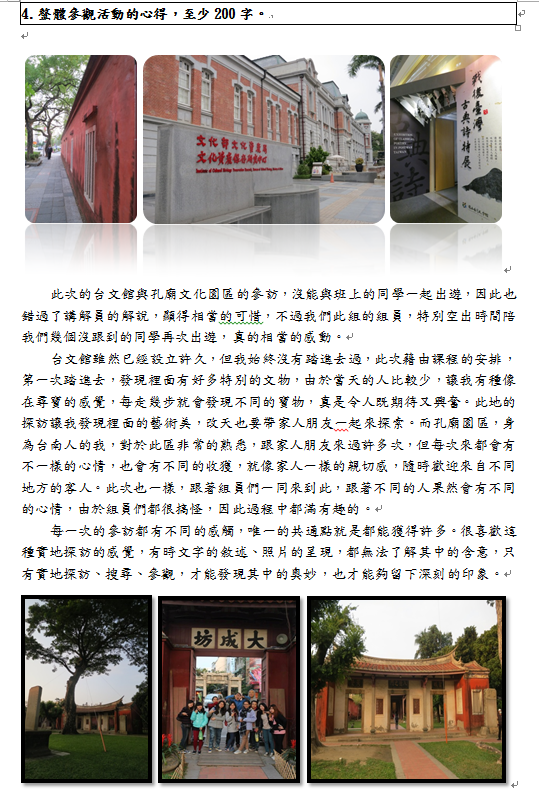 4.整體參觀活動的心得，至少200字。
文化部文化資產局
文化資產保存研究中心
戰後臺灣
古典詩特展
此次的台文館與孔廟文化園區的參訪，沒能與班上的同學一起出遊，因此也
錯過了講解員的解說，顯得相當的可惜，不過我們此組的組員，特別空出時間陪
我們幾個沒跟到的同學再次出遊，真的相當的感動。
台文館雖然已經設立許久，但我始終沒有踏進去過，此次藉由課程的安排，
第一次踏進去，發現裡面有好多特別的文物，由於當天的人比較少，讓我有種像
在尋寶的感覺，每走幾步就會發現不同的寶物，真是令人既期待又興奮。此地的
探訪讓我發現裡面的藝術美，改天也要帶家人朋友一起來探索。而孔廟園區，身
為台南人的我，對於此區非常的熟悉，跟家人朋友來過許多次，但每次來都會有
不一樣的心情，也會有不同的收獲，就像家人一樣的親切感，隨時歡迎來自不同
地方的客人。此次也一樣，跟著組員們一同來到此，跟著不同的人果然會有不同
的心情，由於組員們都很搞怪，因此過程中都滿有趣的。
每一次的參訪都有不同的感觸，唯一的共通點就是都能獲得許多。很喜歡這
種實地探訪的感覺，有時文字的敘述、照片的呈現，都無法了解其中的含意，只
有實地探訪、搜尋、參觀，才能發現其中的奧妙，也才能夠留下深刻的印象。
坊成大